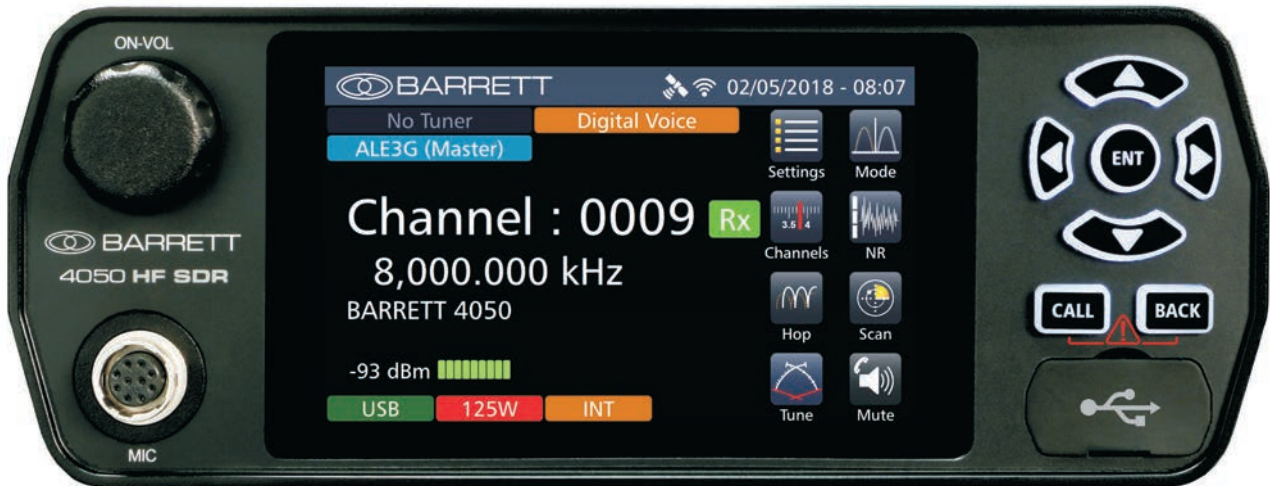 ON-VOL
BARRETT
4050 HF SDR
MIC
BARRETT 02/05/2018 - 08:07
No Tuner Digital Voice
ALE3G (Master)
Channel : 0009 Rx
8,000.000 kHz
BARRETT 4050
-93 dBm
USB 125W INT
Settings Mode
3.5 4
Channels NR
Hop Scan
Tune Mute
ENT
CALL BACK